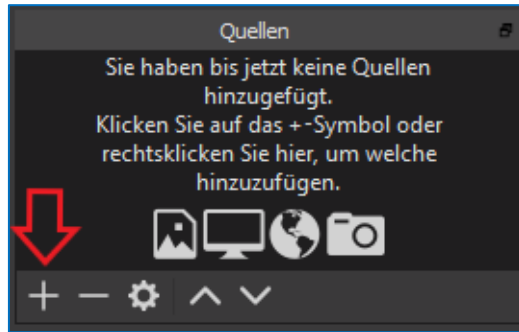 Quellen
Sie haben bis jetzt keine Quellen
hinzugefügt.
Klicken Sie auf das +-Symbol oder
rechtsklicken Sie hier, um welche
hinzuzufügen.